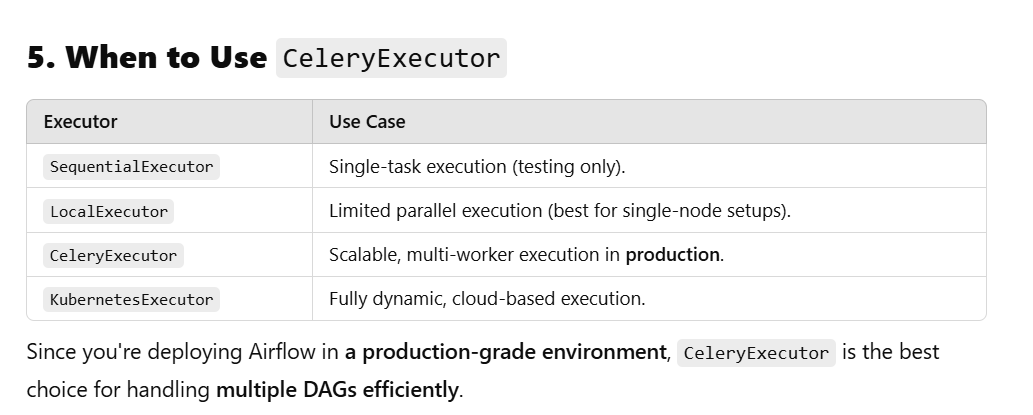 5. When to Use CeleryExecutor
Executor Use Case
SequentialExecutor Single-task execution (testing only).
LocalExecutor Limited parallel execution (best for single-node setups).
CeleryExecutor Scalable, multi-worker execution in production.
KubernetesExecutor Fully dynamic, cloud-based execution.
Since you're deploying Airflow in a production-grade environment, CeleryExecutor is the best
choice for handling multiple DAGs efficiently.